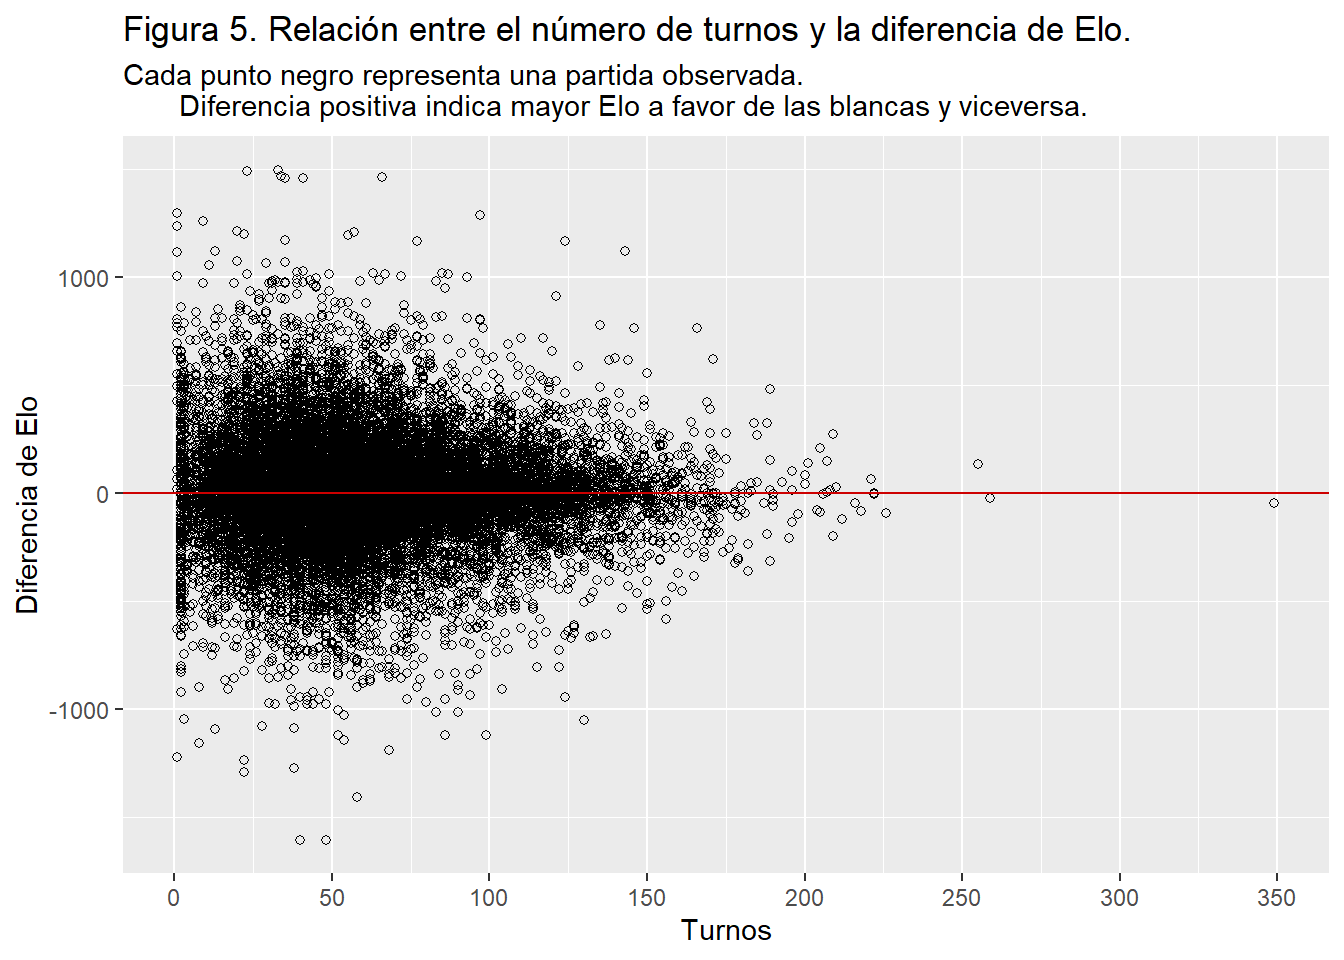 Figura 5. Relación entre el número de turnos y la diferencia de Elo.
Cada punto negro representa una partida observada.
Diferencia positiva indica mayor Elo a favor de las blancas y viceversa.
Diferencia de Elo
1000
0
-1000
0 50 100 150 200 250 300 350
Turnos